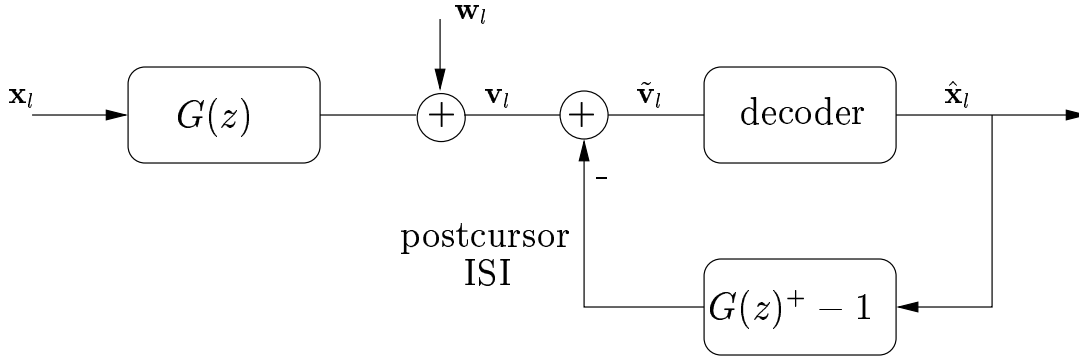 w_l
x_l
G(z)
+
v_l
+
ṽ_l
decoder
x̂_l
-
postcursor
ISI
G(z)⁺ − 1